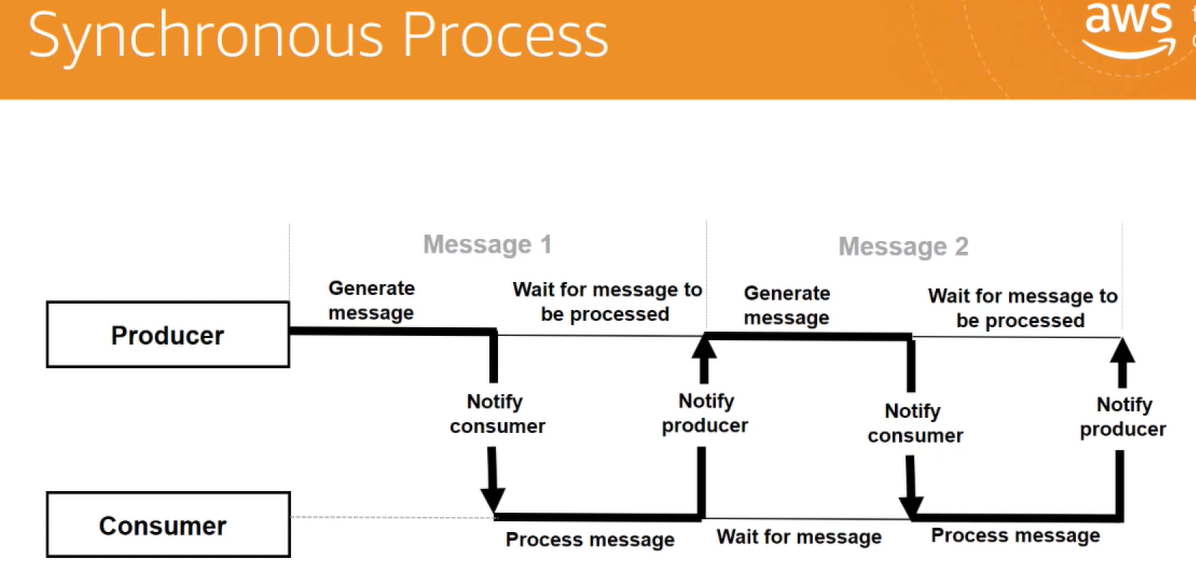 Synchronous Process
aws
Message 1
Message 2
Generate
message
Wait for message to
be processed
Generate
message
Wait for message to
be processed
Producer
Notify
consumer
Notify
producer
Notify
consumer
Notify
producer
Consumer
Process message
Wait for message
Process message